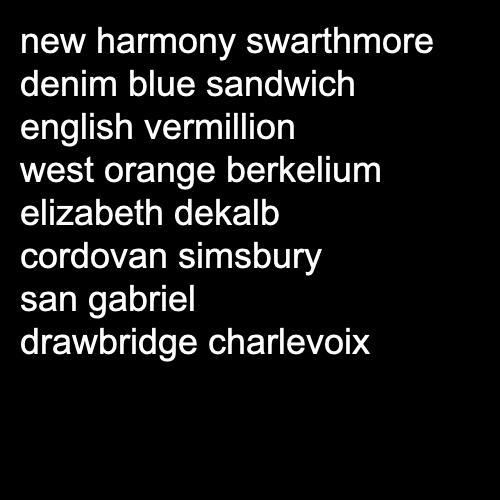 new harmony swarthmore
denim blue sandwich
english vermillion
west orange berkelium
elizabeth dekalb
cordovan simsbury
san gabriel
drawbridge charlevoix